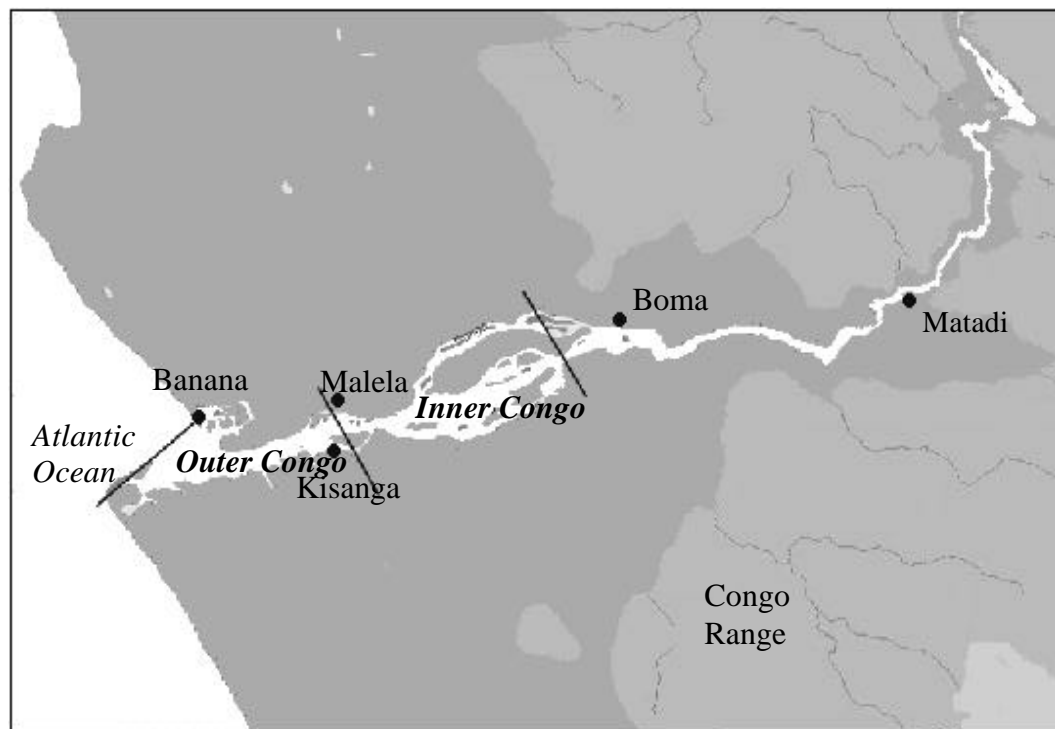 Boma
Matadi
Banana
Malela
Inner Congo
Atlantic
Ocean
Outer Congo
Kisanga
Congo
Range